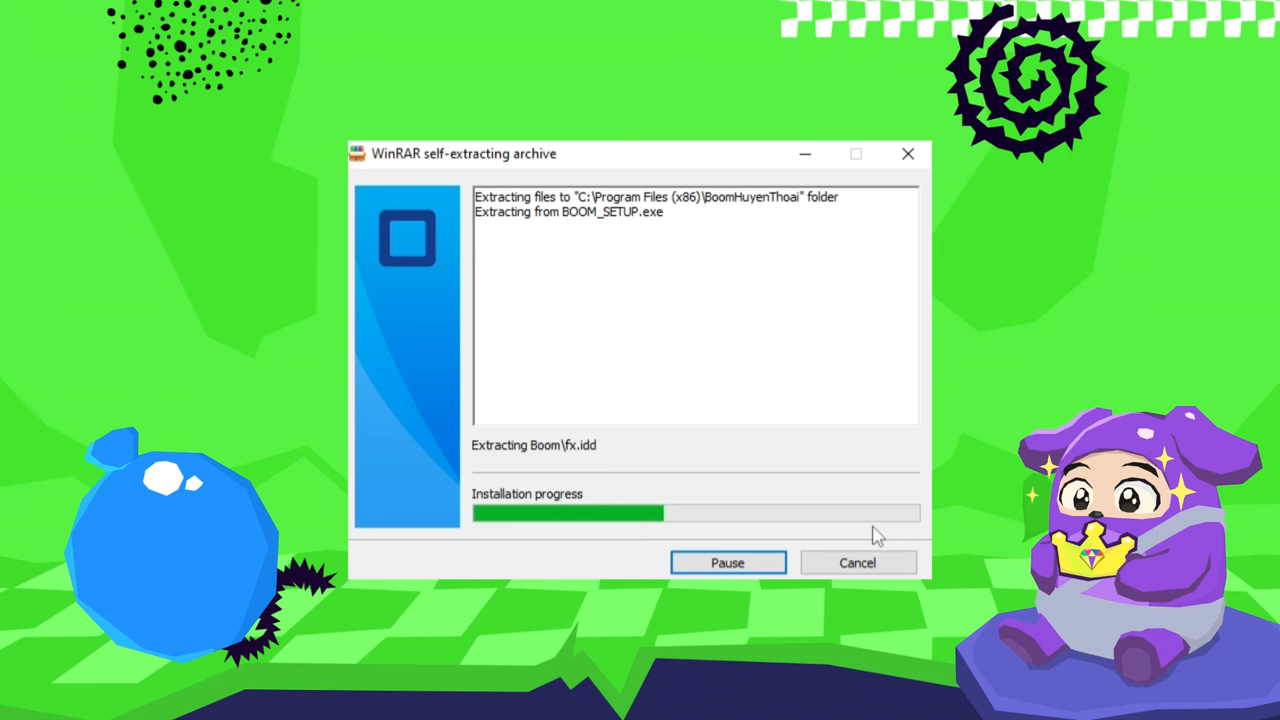 WinRAR self-extracting archive
Extracting files to "C:\Program Files (x86)\BoomHuyenThoai" folder
Extracting from BOOM_SETUP.exe
Extracting Boom\fx.idd
Installation progress
Pause
Cancel